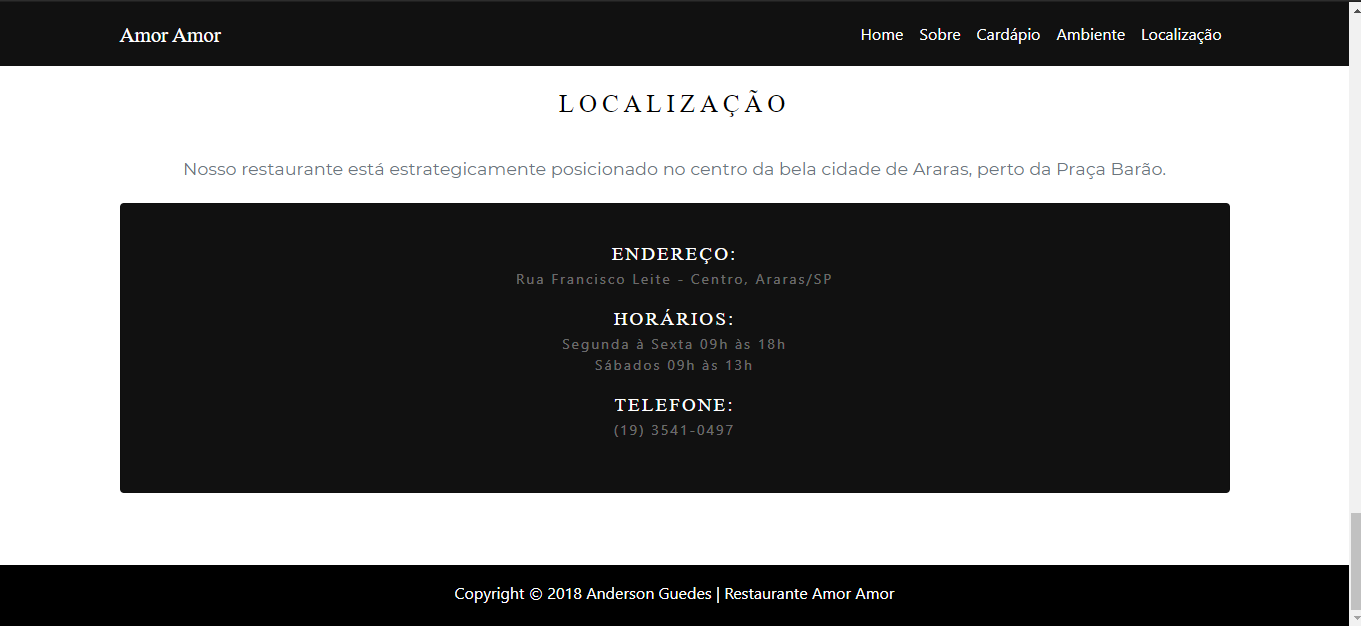 Amor Amor
Home Sobre Cardápio Ambiente Localização
LOCALIZAÇÃO
Nosso restaurante está estrategicamente posicionado no centro da bela cidade de Araras, perto da Praça Barão.
ENDEREÇO:
Rua Francisco Leite - Centro, Araras/SP
HORÁRIOS:
Segunda à Sexta 09h às 18h
Sábados 09h às 13h
TELEFONE:
(19) 3541-0497
Copyright © 2018 Anderson Guedes | Restaurante Amor Amor